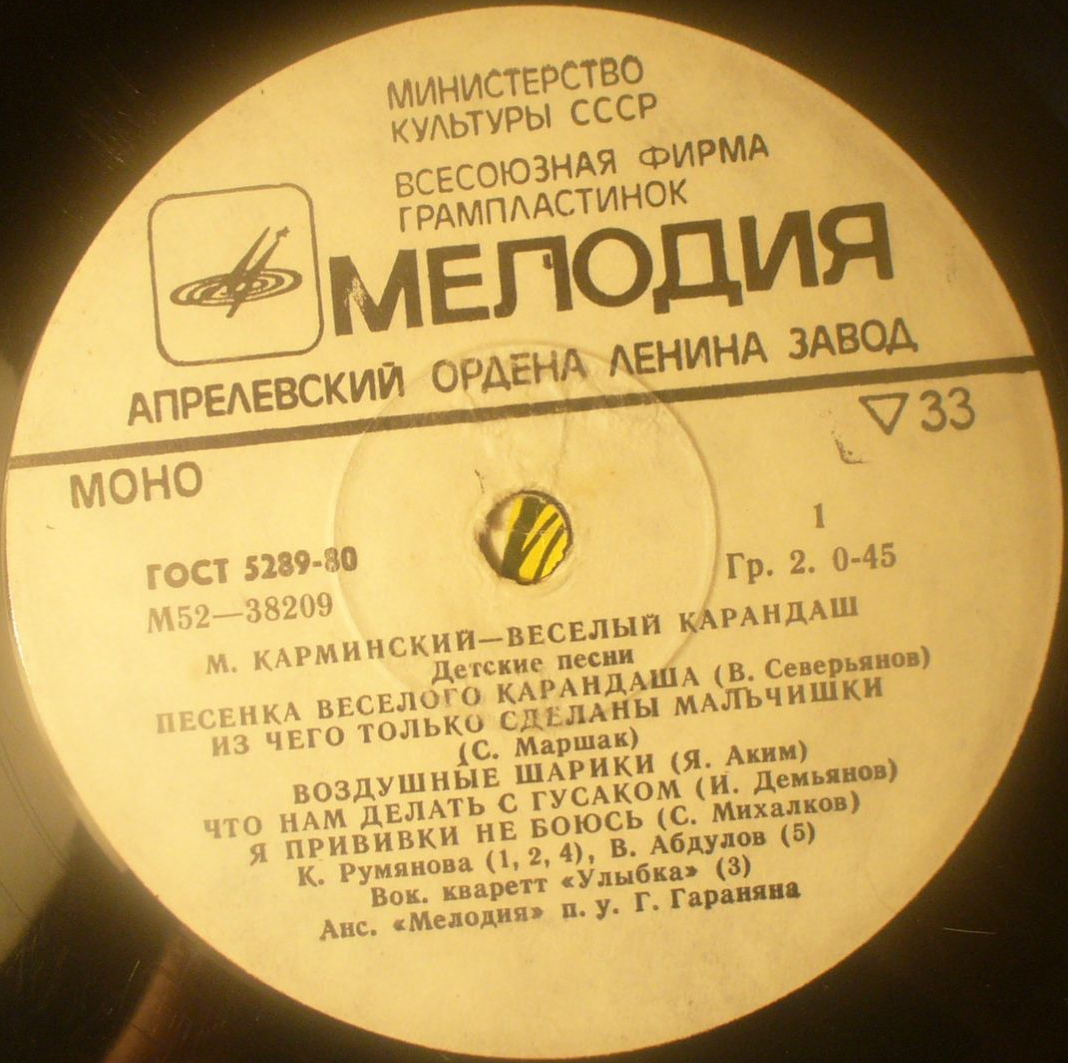 МИНИСТЕРСТВО
КУЛЬТУРЫ СССР
ВСЕСОЮЗНАЯ ФИРМА
ГРАМПЛАСТИНОК
МЕЛОДИЯ
АПРЕЛЕВСКИЙ ОРДЕНА ЛЕНИНА ЗАВОД
▽33
МОНО
1
ГОСТ 5289-80
Гр. 2. 0-45
М52—38209
М. КАРМИНСКИЙ—ВЕСЕЛЫЙ КАРАНДАШ
Детские песни
ПЕСЕНКА ВЕСЕЛОГО КАРАНДАША (В. Северьянов)
ИЗ ЧЕГО ТОЛЬКО СДЕЛАНЫ МАЛЬЧИШКИ
(С. Маршак)
ВОЗДУШНЫЕ ШАРИКИ (Я. Аким)
ЧТО НАМ ДЕЛАТЬ С ГУСАКОМ (И. Демьянов)
Я ПРИВИВКИ НЕ БОЮСЬ (С. Михалков)
К. Румянова (1, 2, 4), В. Абдулов (5)
Вок. кваретт «Улыбка» (3)
Анс. «Мелодия» п. у. Г. Гараняна